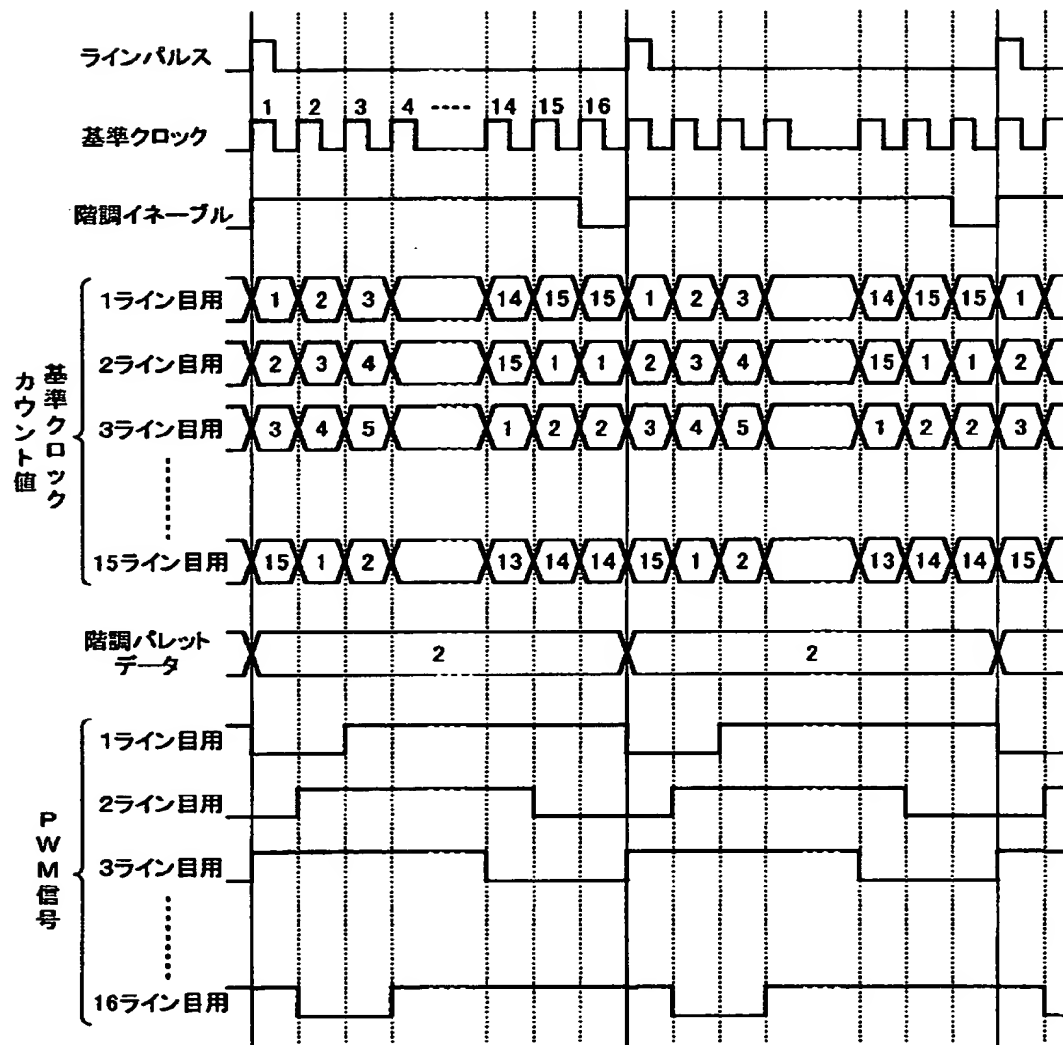 ラインパルス
1 2 3 4 ---- 14 15 16
基準クロック
階調イネーブル
基準クロック
カウント値
1ライン目用 1 2 3 14 15 15 1 2 3 14 15 15 1
2ライン目用 2 3 4 15 1 1 2 3 4 15 1 1 2
3ライン目用 3 4 5 1 2 2 3 4 5 1 2 2 3
15ライン目用 15 1 2 13 14 14 15 1 2 13 14 14 15
階調パレット
データ
2 2
PWM信号
1ライン目用
2ライン目用
3ライン目用
16ライン目用